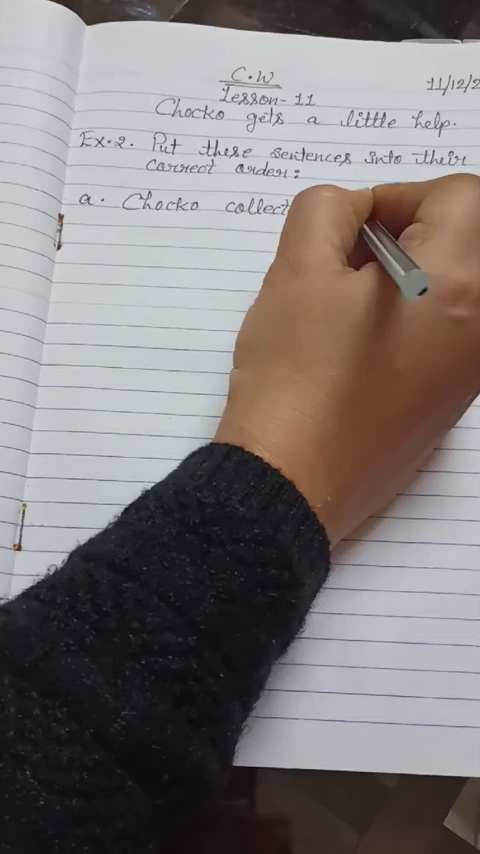 C.W
11/12/2
Lesson-11
Chocko gets a little help.
Ex.2. Put these sentences into their
correct order:
a. Chocko collect